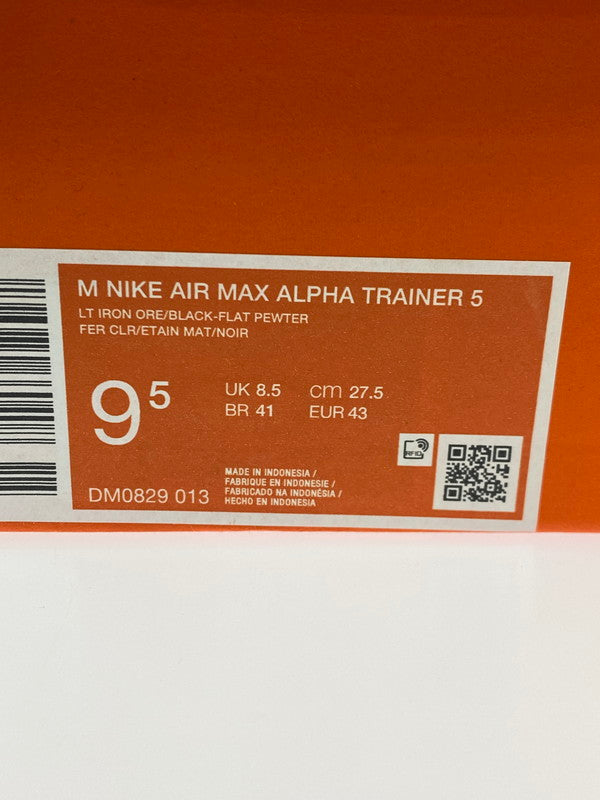 M NIKE AIR MAX ALPHA TRAINER 5
LT IRON ORE/BLACK-FLAT PEWTER
FER CLR/ETAIN MAT/NOIR
9⁵
UK 8.5 cm 27.5
BR 41 EUR 43
RFID
MADE IN INDONESIA /
FABRIQUE EN INDONESIE /
FABRICADO NA INDONÉSIA /
HECHO EN INDONESIA
DM0829 013